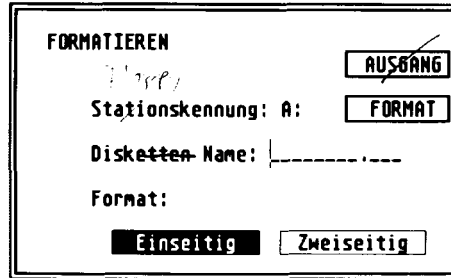 FORMATIEREN
AUSGANG
Stationskennung: A:
FORMAT
Disketten Name: ________.___
Format:
Einseitig
Zweiseitig